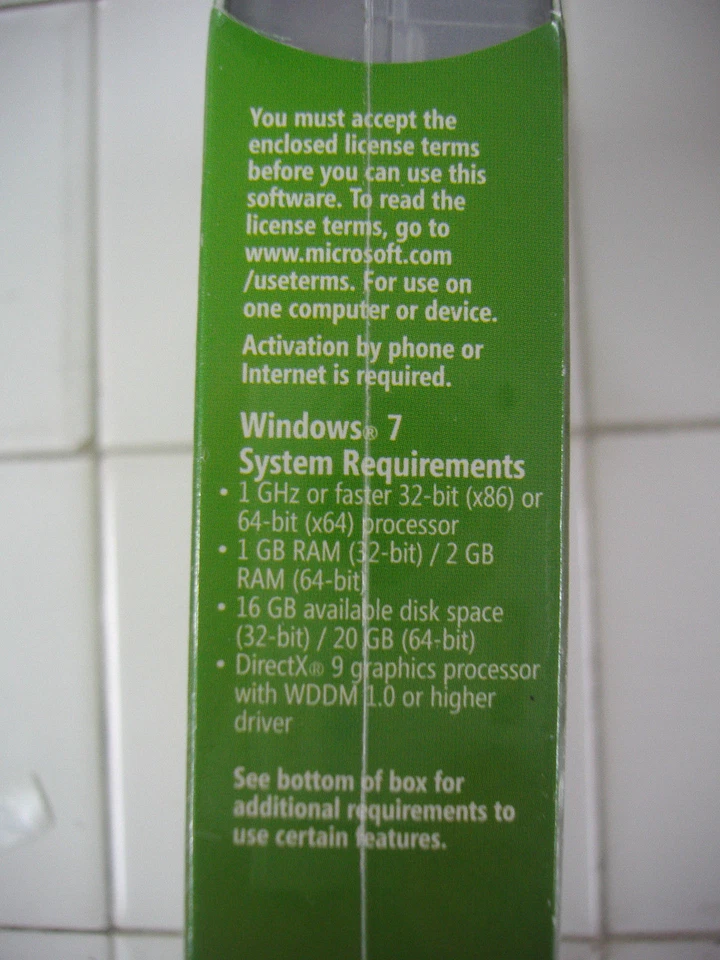 You must accept the
enclosed license terms
before you can use this
software. To read the
license terms, go to
www.microsoft.com
/useterms. For use on
one computer or device.
Activation by phone or
Internet is required.
Windows® 7
System Requirements
• 1 GHz or faster 32-bit (x86) or
64-bit (x64) processor
• 1 GB RAM (32-bit) / 2 GB
RAM (64-bit)
• 16 GB available disk space
(32-bit) / 20 GB (64-bit)
• DirectX® 9 graphics processor
with WDDM 1.0 or higher
driver
See bottom of box for
additional requirements to
use certain features.